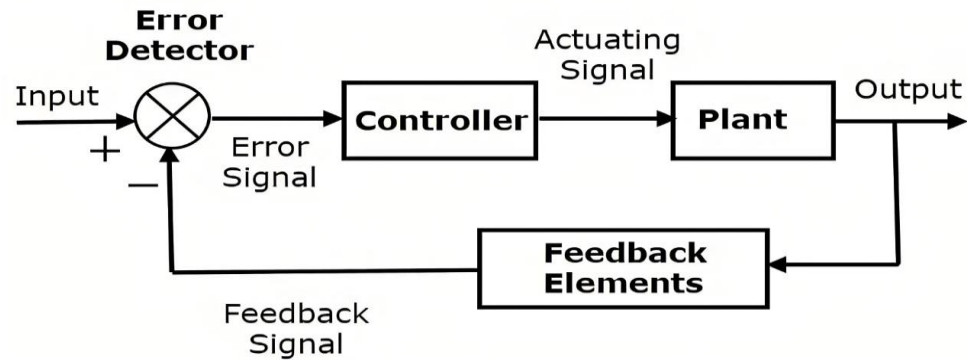 Error
Detector
Actuating
Signal
Input
Output
Controller
Plant
+
Error
Signal
−
Feedback
Elements
Feedback
Signal